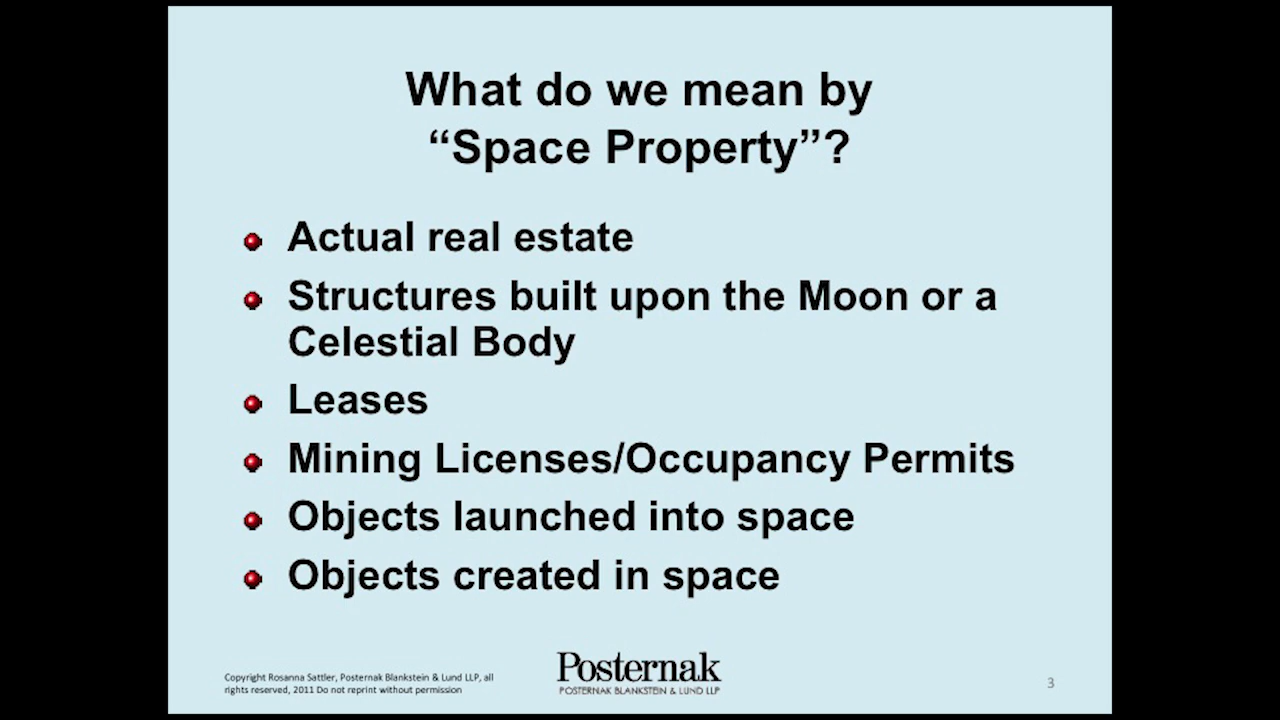 What do we mean by
“Space Property”?
Actual real estate
Structures built upon the Moon or a
Celestial Body
Leases
Mining Licenses/Occupancy Permits
Objects launched into space
Objects created in space
Copyright Rosanna Sattler, Posternak Blankstein & Lund LLP, all
rights reserved, 2011 Do not reprint without permission
Posternak
POSTERNAK BLANKSTEIN & LUND LLP
3